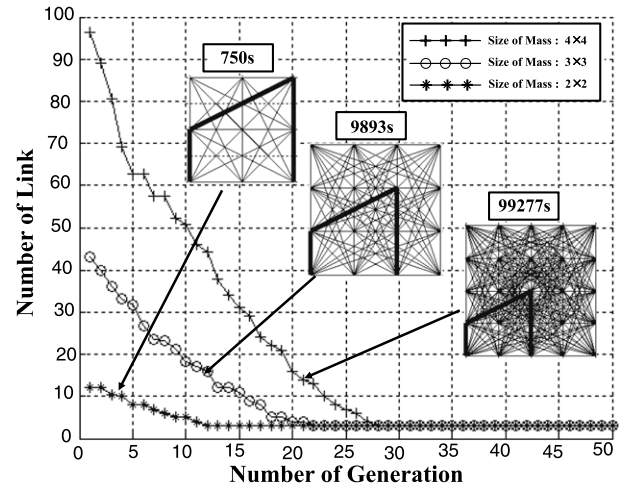 100
90
80
70
60
50
40
30
20
10
0
Number of Link
750s
9893s
99277s
Size of Mass : 4×4
Size of Mass : 3×3
Size of Mass : 2×2
0 5 10 15 20 25 30 35 40 45 50
Number of Generation